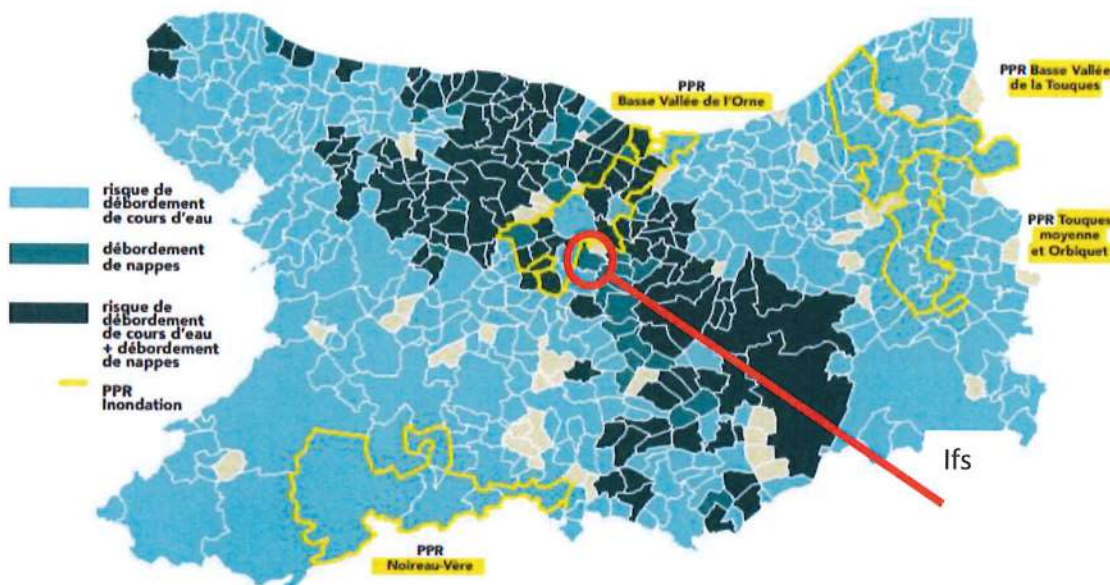 PPR
Basse Vallée de l'Orne
PPR Basse Vallée
de la Touques
risque de
débordement
de cours d'eau
débordement
de nappes
risque de
débordement
de cours d'eau
+ débordement
de nappes
PPR
Inondation
PPR Touques
moyenne
et Orbiquet
Ifs
PPR
Noireau-Vère